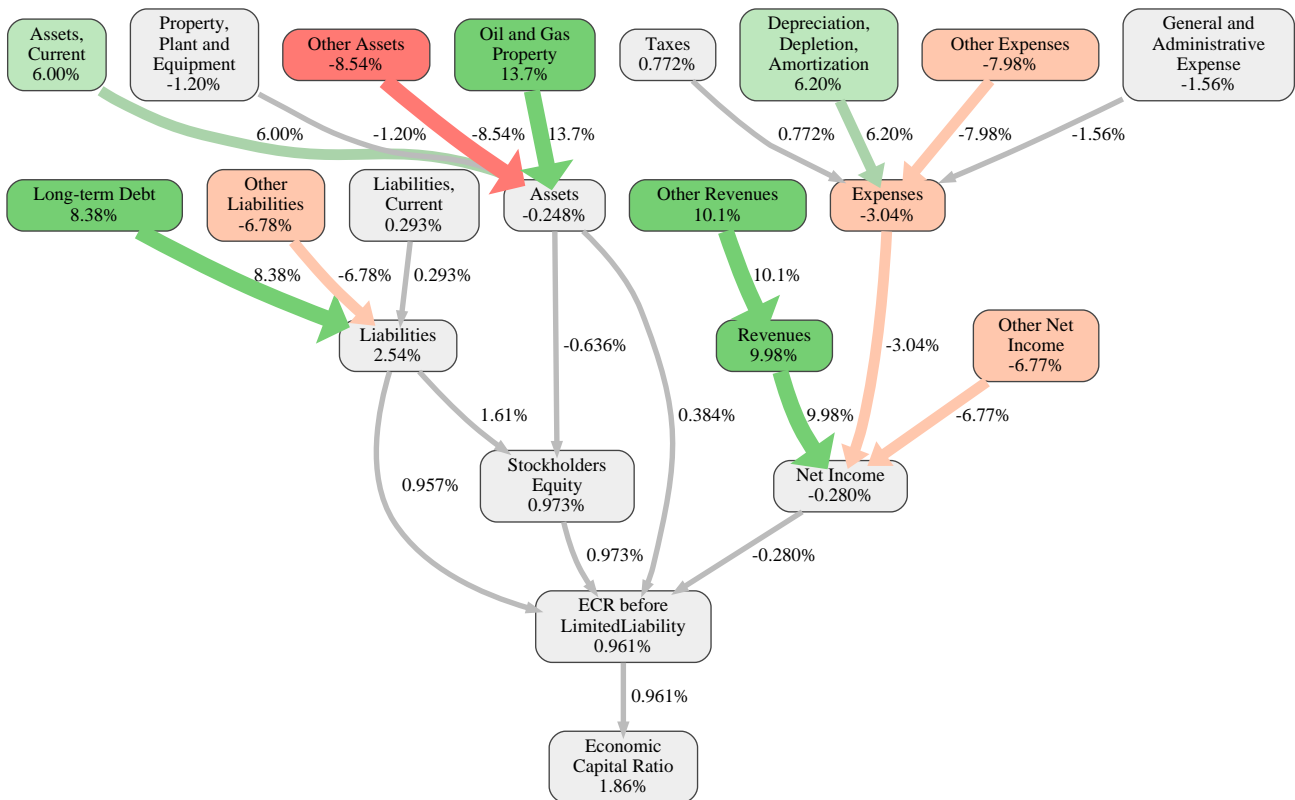 Assets,
Current
6.00%
Property,
Plant and
Equipment
-1.20%
Other Assets
-8.54%
Oil and Gas
Property
13.7%
Taxes
0.772%
Depreciation,
Depletion,
Amortization
6.20%
Other Expenses
-7.98%
General and
Administrative
Expense
-1.56%
6.00%
-1.20%
-8.54%
13.7%
0.772%
6.20%
-7.98%
-1.56%
Long-term Debt
8.38%
Other
Liabilities
-6.78%
Liabilities,
Current
0.293%
Assets
-0.248%
Other Revenues
10.1%
Expenses
-3.04%
8.38%
-6.78%
0.293%
10.1%
Liabilities
2.54%
-0.636%
Revenues
9.98%
-3.04%
Other Net
Income
-6.77%
1.61%
0.384%
9.98%
-6.77%
Stockholders
Equity
0.973%
Net Income
-0.280%
0.957%
0.973%
-0.280%
ECR before
LimitedLiability
0.961%
0.961%
Economic
Capital Ratio
1.86%